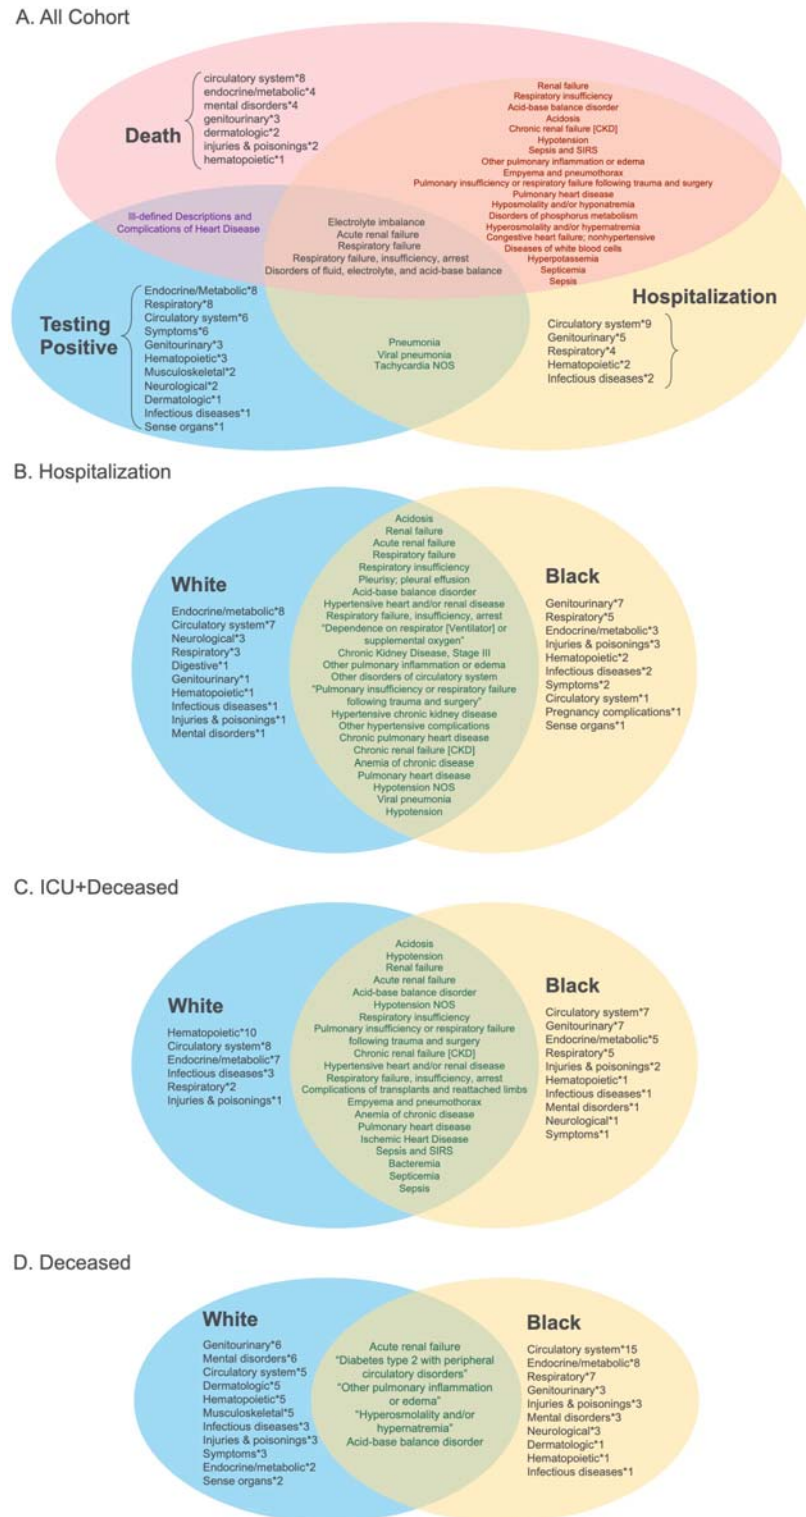 A. All Cohort
Death
circulatory system*8
endocrine/metabolic*4
mental disorders*4
genitourinary*3
dermatologic*2
injuries & poisonings*2
hematopoietic*1
Renal failure
Respiratory insufficiency
Acid-base balance disorder
Acidosis
Chronic renal failure [CKD]
Hypotension
Sepsis and SIRS
Other pulmonary inflammation or edema
Empyema and pneumothorax
Pulmonary insufficiency or respiratory failure following trauma and surgery
Pulmonary heart disease
Hyposmolality and/or hyponatremia
Disorders of phosphorus metabolism
Hyperosmolality and/or hypernatremia
Congestive heart failure; nonhypertensive
Diseases of white blood cells
Hyperpotassemia
Septicemia
Sepsis
Ill-defined Descriptions and
Complications of Heart Disease
Electrolyte imbalance
Acute renal failure
Respiratory failure
Respiratory failure, insufficiency, arrest
Disorders of fluid, electrolyte, and acid-base balance
Testing
Positive
Endocrine/Metabolic*8
Respiratory*8
Circulatory system*6
Symptoms*6
Genitourinary*3
Hematopoietic*3
Musculoskeletal*2
Neurological*2
Dermatologic*1
Infectious diseases*1
Sense organs*1
Pneumonia
Viral pneumonia
Tachycardia NOS
Hospitalization
Circulatory system*9
Genitourinary*5
Respiratory*4
Hematopoietic*2
Infectious diseases*2
B. Hospitalization
White
Endocrine/metabolic*8
Circulatory system*7
Neurological*3
Respiratory*3
Digestive*1
Genitourinary*1
Hematopoietic*1
Infectious diseases*1
Injuries & poisonings*1
Mental disorders*1
Acidosis
Renal failure
Acute renal failure
Respiratory failure
Respiratory insufficiency
Pleurisy; pleural effusion
Acid-base balance disorder
Hypertensive heart and/or renal disease
Respiratory failure, insufficiency, arrest
"Dependence on respirator [Ventilator] or
supplemental oxygen"
Chronic Kidney Disease, Stage III
Other pulmonary inflammation or edema
Other disorders of circulatory system
"Pulmonary insufficiency or respiratory failure
following trauma and surgery"
Hypertensive chronic kidney disease
Other hypertensive complications
Chronic pulmonary heart disease
Chronic renal failure [CKD]
Anemia of chronic disease
Pulmonary heart disease
Hypotension NOS
Viral pneumonia
Hypotension
Black
Genitourinary*7
Respiratory*5
Endocrine/metabolic*3
Injuries & poisonings*3
Hematopoietic*2
Infectious diseases*2
Symptoms*2
Circulatory system*1
Pregnancy complications*1
Sense organs*1
C. ICU+Deceased
White
Hematopoietic*10
Circulatory system*8
Endocrine/metabolic*7
Infectious diseases*3
Respiratory*2
Injuries & poisonings*1
Acidosis
Hypotension
Renal failure
Acute renal failure
Acid-base balance disorder
Hypotension NOS
Respiratory insufficiency
Pulmonary insufficiency or respiratory failure
following trauma and surgery
Chronic renal failure [CKD]
Hypertensive heart and/or renal disease
Respiratory failure, insufficiency, arrest
Complications of transplants and reattached limbs
Empyema and pneumothorax
Anemia of chronic disease
Pulmonary heart disease
Ischemic Heart Disease
Sepsis and SIRS
Bacteremia
Septicemia
Sepsis
Black
Circulatory system*7
Genitourinary*7
Endocrine/metabolic*5
Respiratory*5
Injuries & poisonings*2
Hematopoietic*1
Infectious diseases*1
Mental disorders*1
Neurological*1
Symptoms*1
D. Deceased
White
Genitourinary*6
Mental disorders*6
Circulatory system*5
Dermatologic*5
Hematopoietic*5
Musculoskeletal*5
Infectious diseases*3
Injuries & poisonings*3
Symptoms*3
Endocrine/metabolic*2
Sense organs*2
Acute renal failure
"Diabetes type 2 with peripheral
circulatory disorders"
"Other pulmonary inflammation
or edema"
"Hyperosmolality and/or
hypernatremia"
Acid-base balance disorder
Black
Circulatory system*15
Endocrine/metabolic*8
Respiratory*7
Genitourinary*3
Injuries & poisonings*3
Mental disorders*3
Neurological*3
Dermatologic*1
Hematopoietic*1
Infectious diseases*1